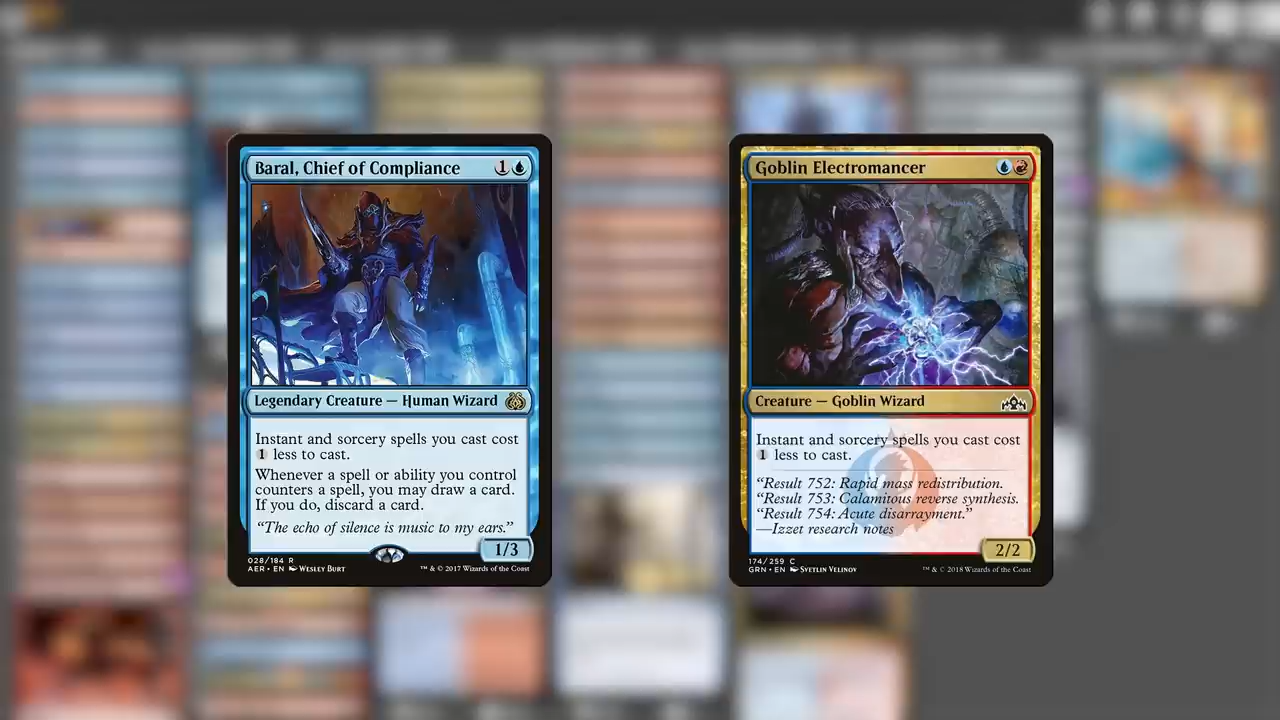 Baral, Chief of Compliance 1
Legendary Creature — Human Wizard
Instant and sorcery spells you cast cost
1 less to cast.
Whenever a spell or ability you control
counters a spell, you may draw a card.
If you do, discard a card.
“The echo of silence is music to my ears.”
1/3
028/184 R
AER • EN Wesley Burt
™ & © 2017 Wizards of the Coast
Goblin Electromancer
Creature — Goblin Wizard
Instant and sorcery spells you cast cost
1 less to cast.
“Result 752: Rapid mass redistribution.
“Result 753: Calamitous reverse synthesis.
“Result 754: Acute disarrayment.”
—Izzet research notes
2/2
174/259 C
GRN • EN Svetlin Velinov
™ & © 2018 Wizards of the Coast